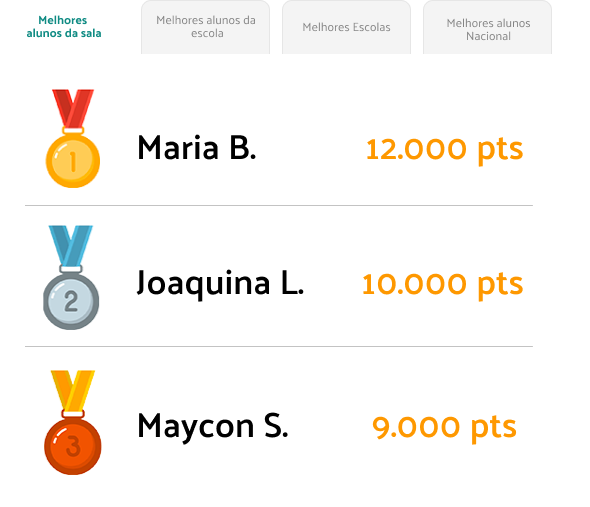 Melhores
alunos da sala
Melhores alunos da
escola
Melhores Escolas
Melhores alunos
Nacional
1
Maria B.
12.000 pts
2
Joaquina L.
10.000 pts
3
Maycon S.
9.000 pts